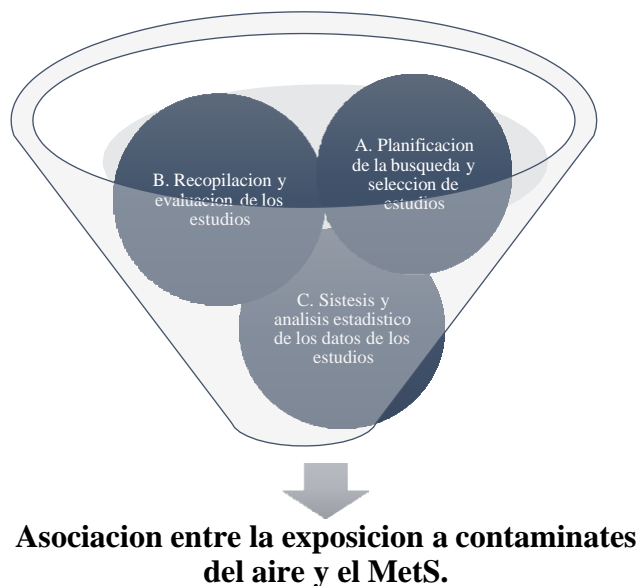 A. Planificacion
de la busqueda y
seleccion de
estudios
B. Recopilacion y
evaluacion de los
estudios
C. Sistesis y
analisis estadistico
de los datos de los
estudios
Asociacion entre la exposicion a contaminates
del aire y el MetS.